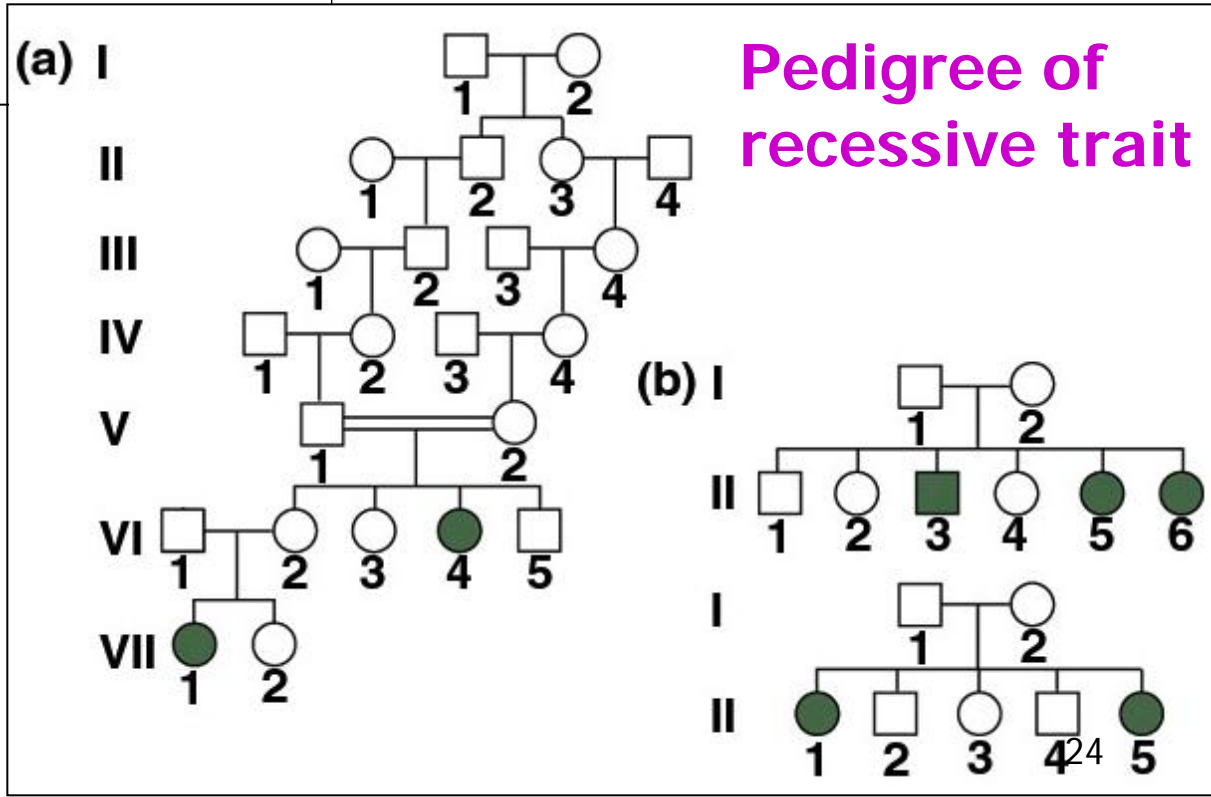 (a) I
1 2
Pedigree of
recessive trait
II
1 2 3 4
III
1 2 3 4
IV
1 2 3 4
V
1 2
VI
1 2 3 4 5
VII
1 2
(b) I
1 2
II
1 2 3 4 5 6
I
1 2
II
1 2 3 4 5
24